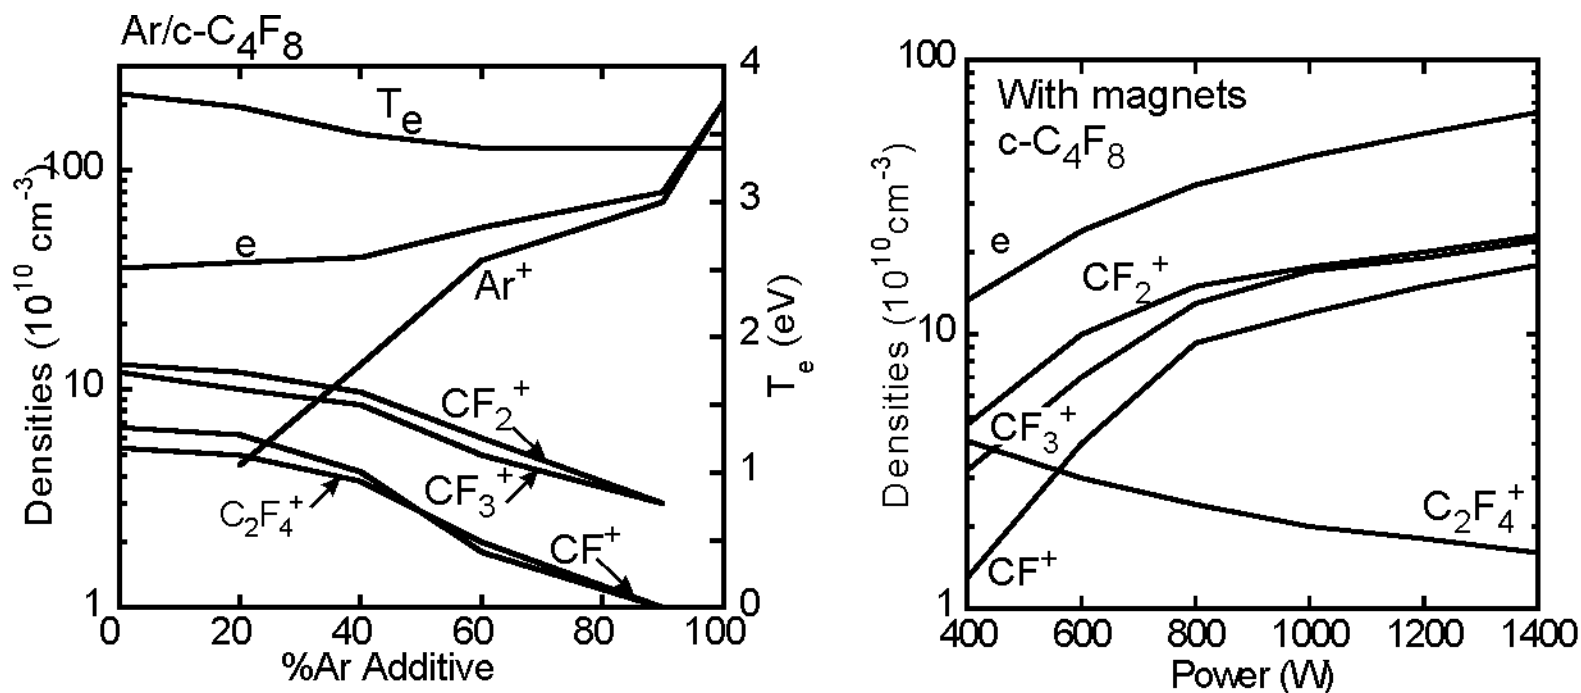 Ar/c-C4F8
4
Te
100
3
e
Ar+
2
10
CF2+
1
CF3+
C2F4+
CF+
1
0
0 20 40 60 80 100
%Ar Additive
Densities (10^10 cm^-3)
Te (eV)
100
With magnets
c-C4F8
e
CF2+
10
CF3+
C2F4+
CF+
1
400 600 800 1000 1200 1400
Power (W)
Densities (10^10cm^-3)